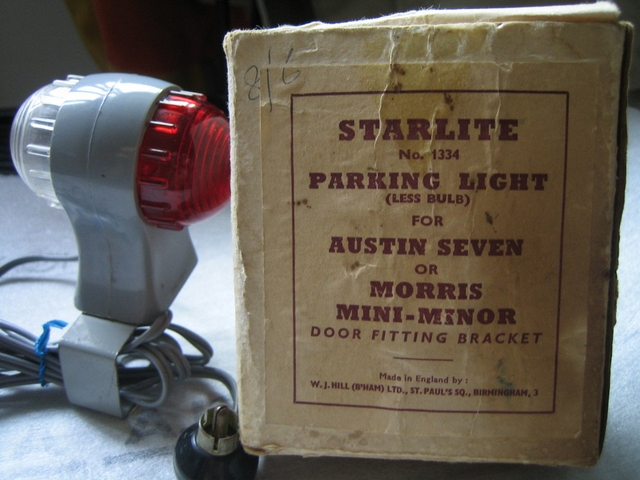 8/6
STARLITE
No. 1334
PARKING LIGHT
(LESS BULB)
FOR
AUSTIN SEVEN
OR
MORRIS
MINI-MINOR
DOOR FITTING BRACKET
Made in England by:
W. J. HILL (B'HAM) LTD., ST. PAUL'S SQ., BIRMINGHAM, 3